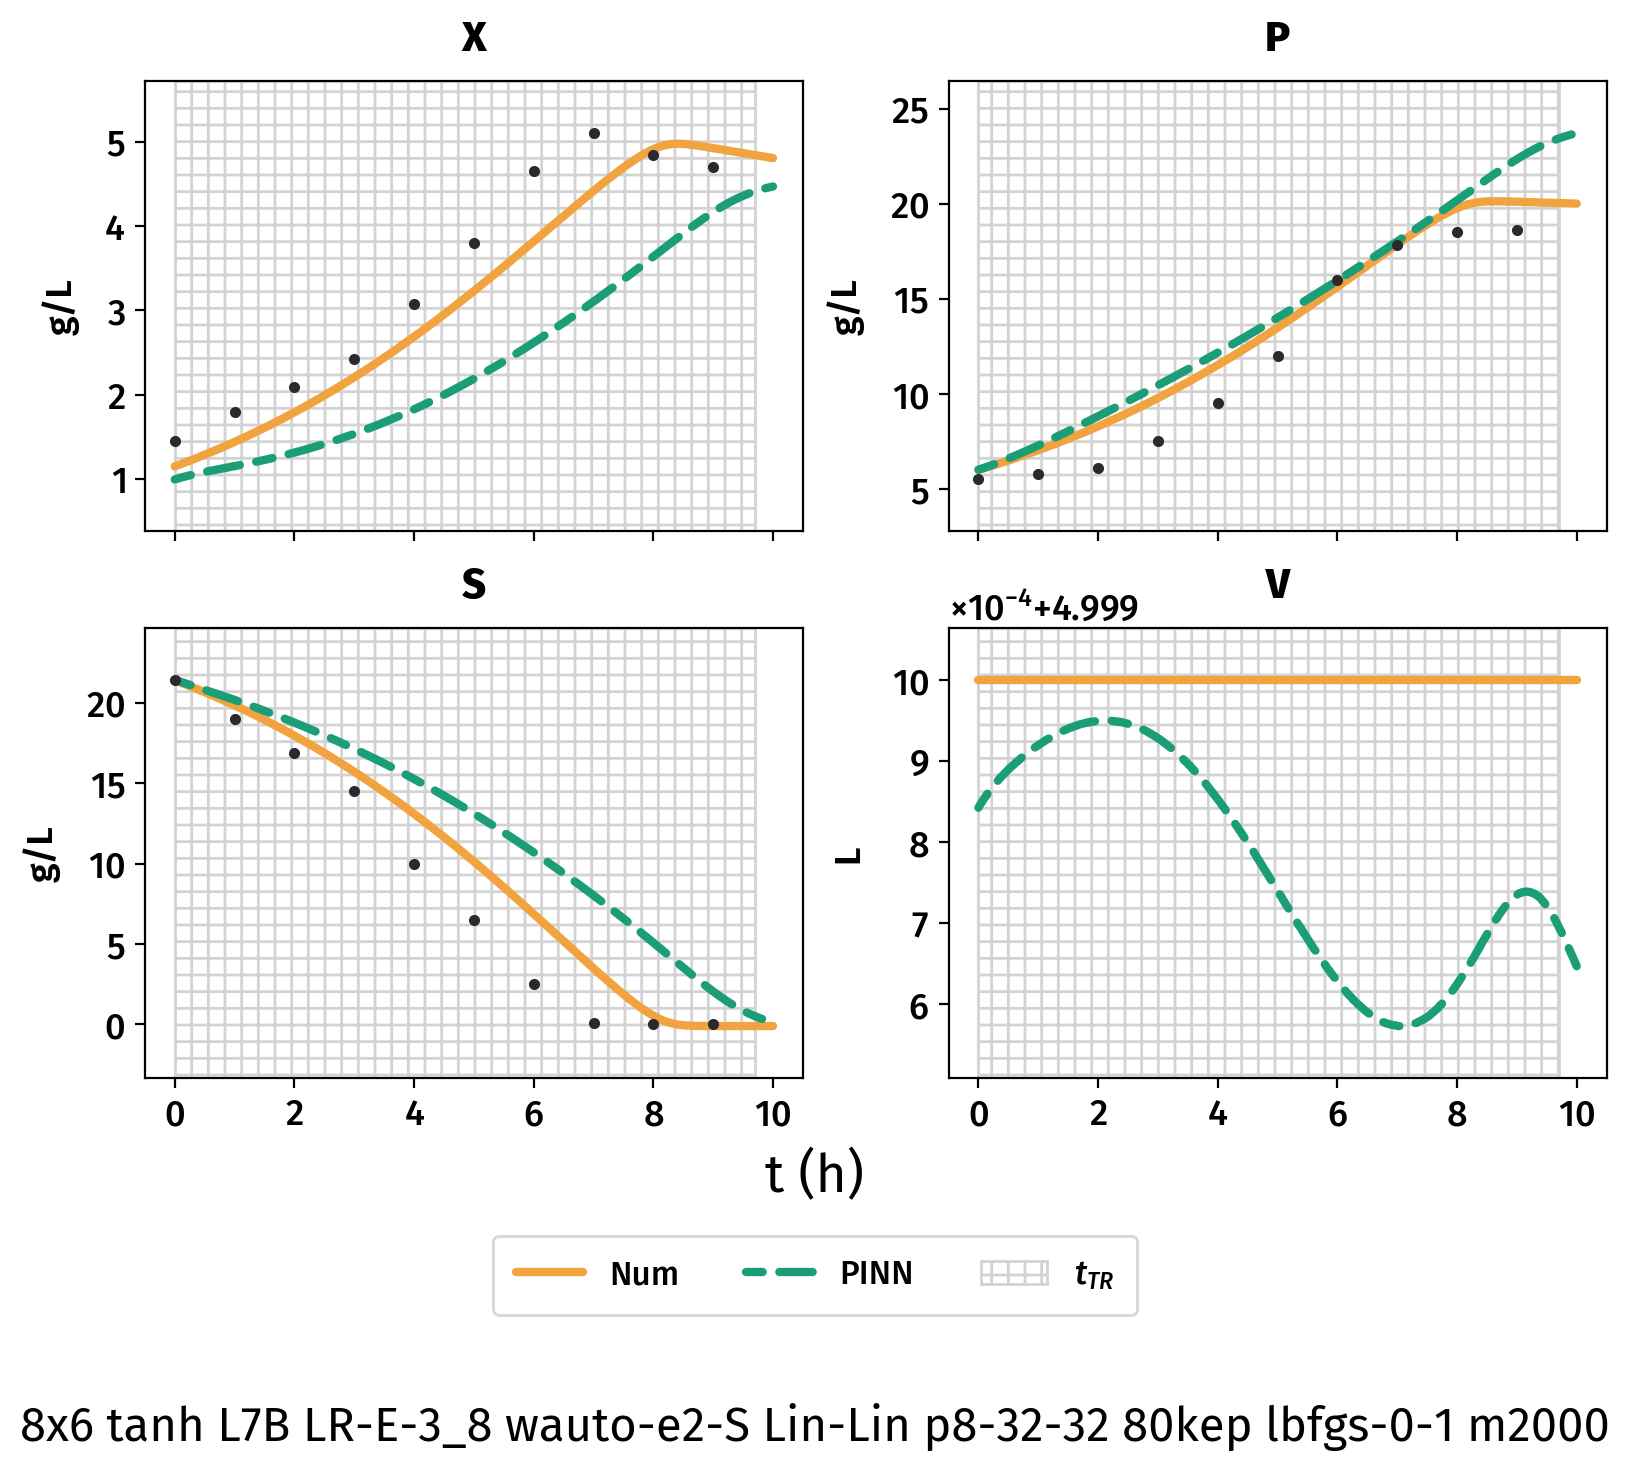 X
P
5
4
3
2
1
g/L
25
20
15
10
5
g/L
S
V
×10⁻⁴+4.999
20
15
10
5
0
g/L
10
9
8
7
6
L
0 2 4 6 8 10
0 2 4 6 8 10
t (h)
Num PINN t_TR
8x6 tanh L7B LR-E-3_8 wauto-e2-S Lin-Lin p8-32-32 80kep lbfgs-0-1 m2000